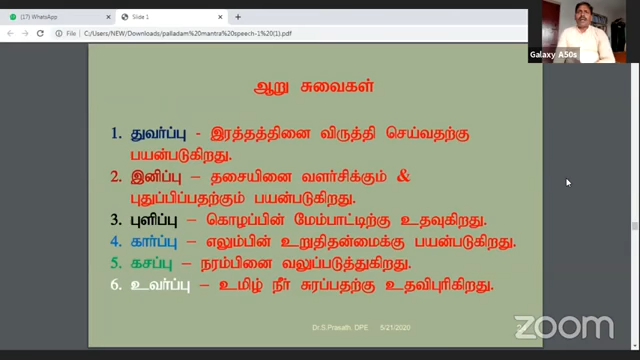 (17) WhatsApp
Slide 1
File
C:/Users/NEW/Downloads/palladam%20mantra%20speech-1%20(1).pdf
Galaxy A50s
ஆறு சுவைகள்
1. துவர்ப்பு - இரத்தத்தினை விருத்தி செய்வதற்கு
பயன்படுகிறது.
2. இனிப்பு – தசையினை வளர்சிக்கும் &
புதுப்பிப்பதற்கும் பயன்படுகிறது.
3. புளிப்பு – கொழப்பின் மேம்பாட்டிற்கு உதவுகிறது.
4. கார்ப்பு – எலும்பின் உறுதிதன்மைக்கு பயன்படுகிறது.
5. கசப்பு – நரம்பினை வலுப்படுத்துகிறது.
6. உவர்ப்பு – உமிழ் நீர் சுரப்பதற்கு உதவிபுரிகிறது.
Dr.S.Prasath, DPE 5/21/2020
zoom